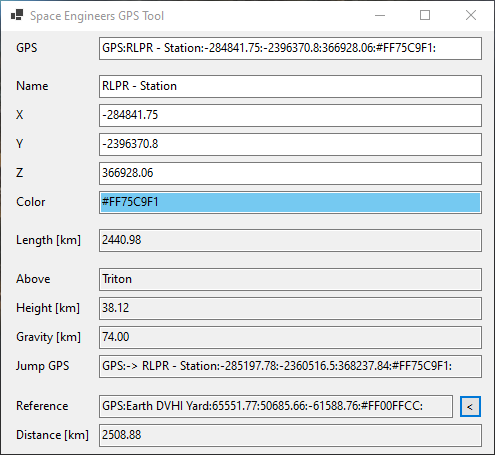 Space Engineers GPS Tool
GPS GPS:RLPR - Station:-284841.75:-2396370.8:366928.06:#FF75C9F1:
Name RLPR - Station
X -284841.75
Y -2396370.8
Z 366928.06
Color #FF75C9F1
Length [km] 2440.98
Above Triton
Height [km] 38.12
Gravity [km] 74.00
Jump GPS GPS:-> RLPR - Station:-285197.78:-2360516.5:368237.84:#FF75C9F1:
Reference GPS:Earth DVHI Yard:65551.77:50685.66:-61588.76:#FF00FFCC: <
Distance [km] 2508.88